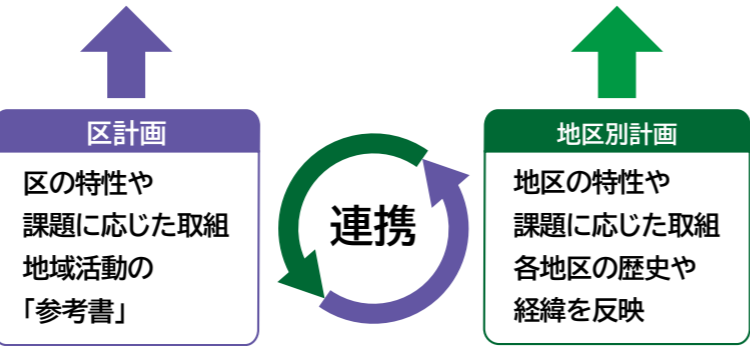 区計画
区の特性や
課題に応じた取組
地域活動の
「参考書」
連携
地区別計画
地区の特性や
課題に応じた取組
各地区の歴史や
経緯を反映